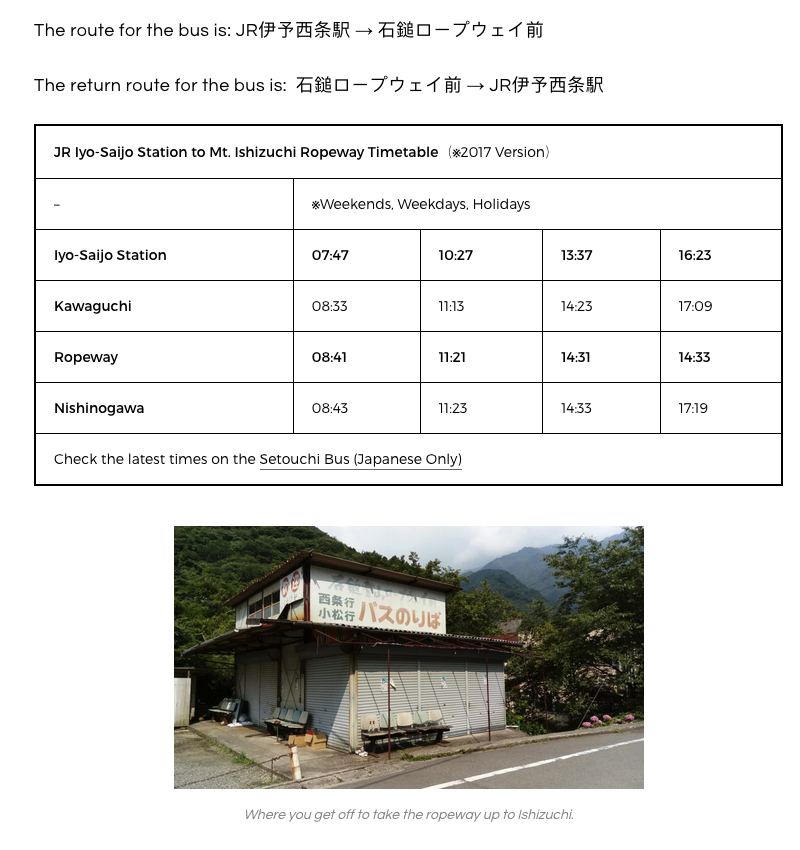 The route for the bus is: JR伊予西条駅 → 石鎚ロープウェイ前
The return route for the bus is: 石鎚ロープウェイ前 → JR伊予西条駅
JR Iyo-Saijo Station to Mt. Ishizuchi Ropeway Timetable （※2017 Version）
– ※Weekends, Weekdays, Holidays
Iyo-Saijo Station 07:47 10:27 13:37 16:23
Kawaguchi 08:33 11:13 14:23 17:09
Ropeway 08:41 11:21 14:31 14:33
Nishinogawa 08:43 11:23 14:33 17:19
Check the latest times on the Setouchi Bus (Japanese Only)
西条行
小松行 バスのりば
Where you get off to take the ropeway up to Ishizuchi.